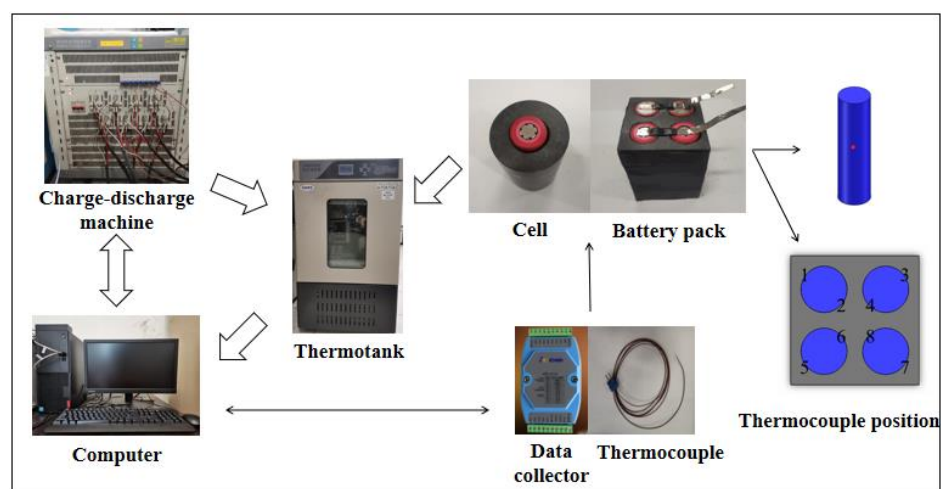 Charge-discharge
machine
Cell
Battery pack
1
3
2
4
6
8
5
7
Thermotank
Thermocouple position
Computer
Data
collector
Thermocouple